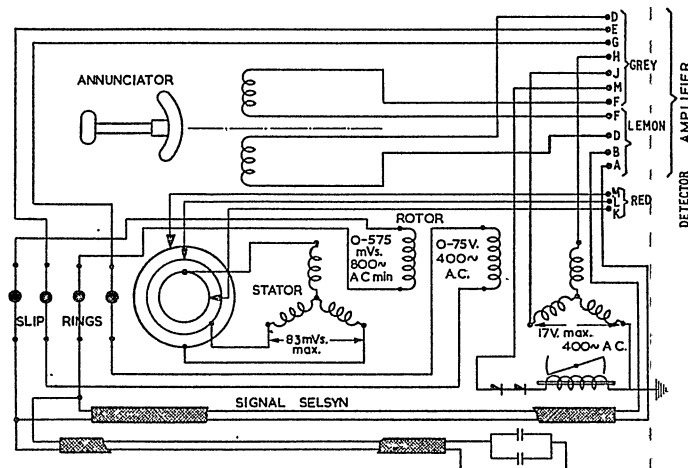 D
E
G
H
GREY
J
M
F
F
LEMON
D
B
A
AMPLIFIER
DETECTOR
M
L
RED
K
ANNUNCIATOR
ROTOR
0-575
mVs.
800~
A C min
0-75V.
400~
A.C.
STATOR
83mVs.
max.
17V. max.
400~ A C.
SLIP RINGS
SIGNAL SELSYN